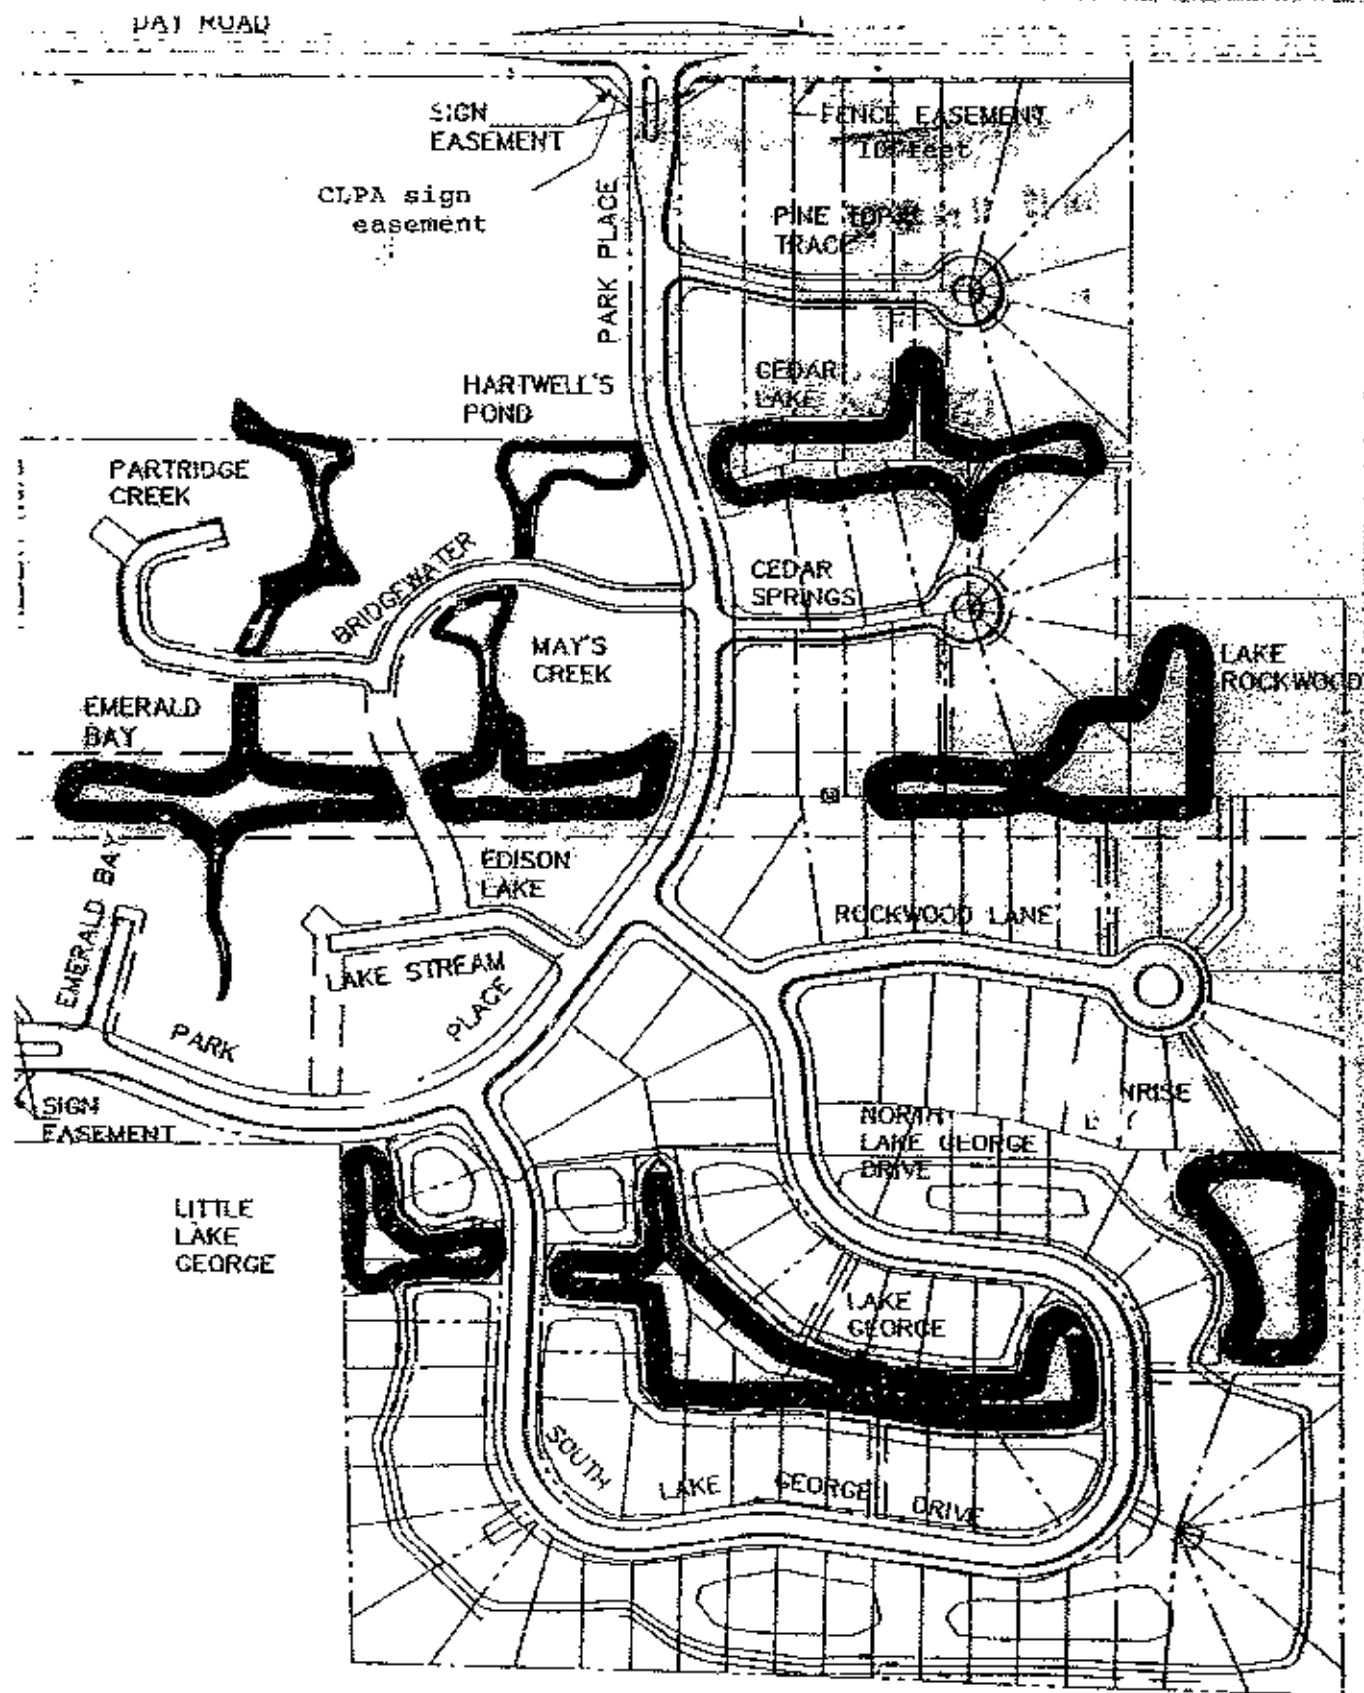 DAY ROAD
SIGN
EASEMENT
FENCE EASEMENT
10 feet
CLPA sign
easement
PARK PLACE
PINE TOP
TRACE
HARTWELL'S
POND
CEDAR
LAKE
PARTRIDGE
CREEK
BRIDGEWATER
CEDAR
SPRINGS
MAY'S
CREEK
LAKE
ROCKWOOD
EMERALD
BAY
EDISON
LAKE
EMERALD BAY
ROCKWOOD LANE
LAKE STREAM
PLACE
PARK
SIGN
EASEMENT
NRISE
NORTH
LAKE GEORGE
DRIVE
LITTLE
LAKE
GEORGE
LAKE
GEORGE
SOUTH LAKE GEORGE DRIVE